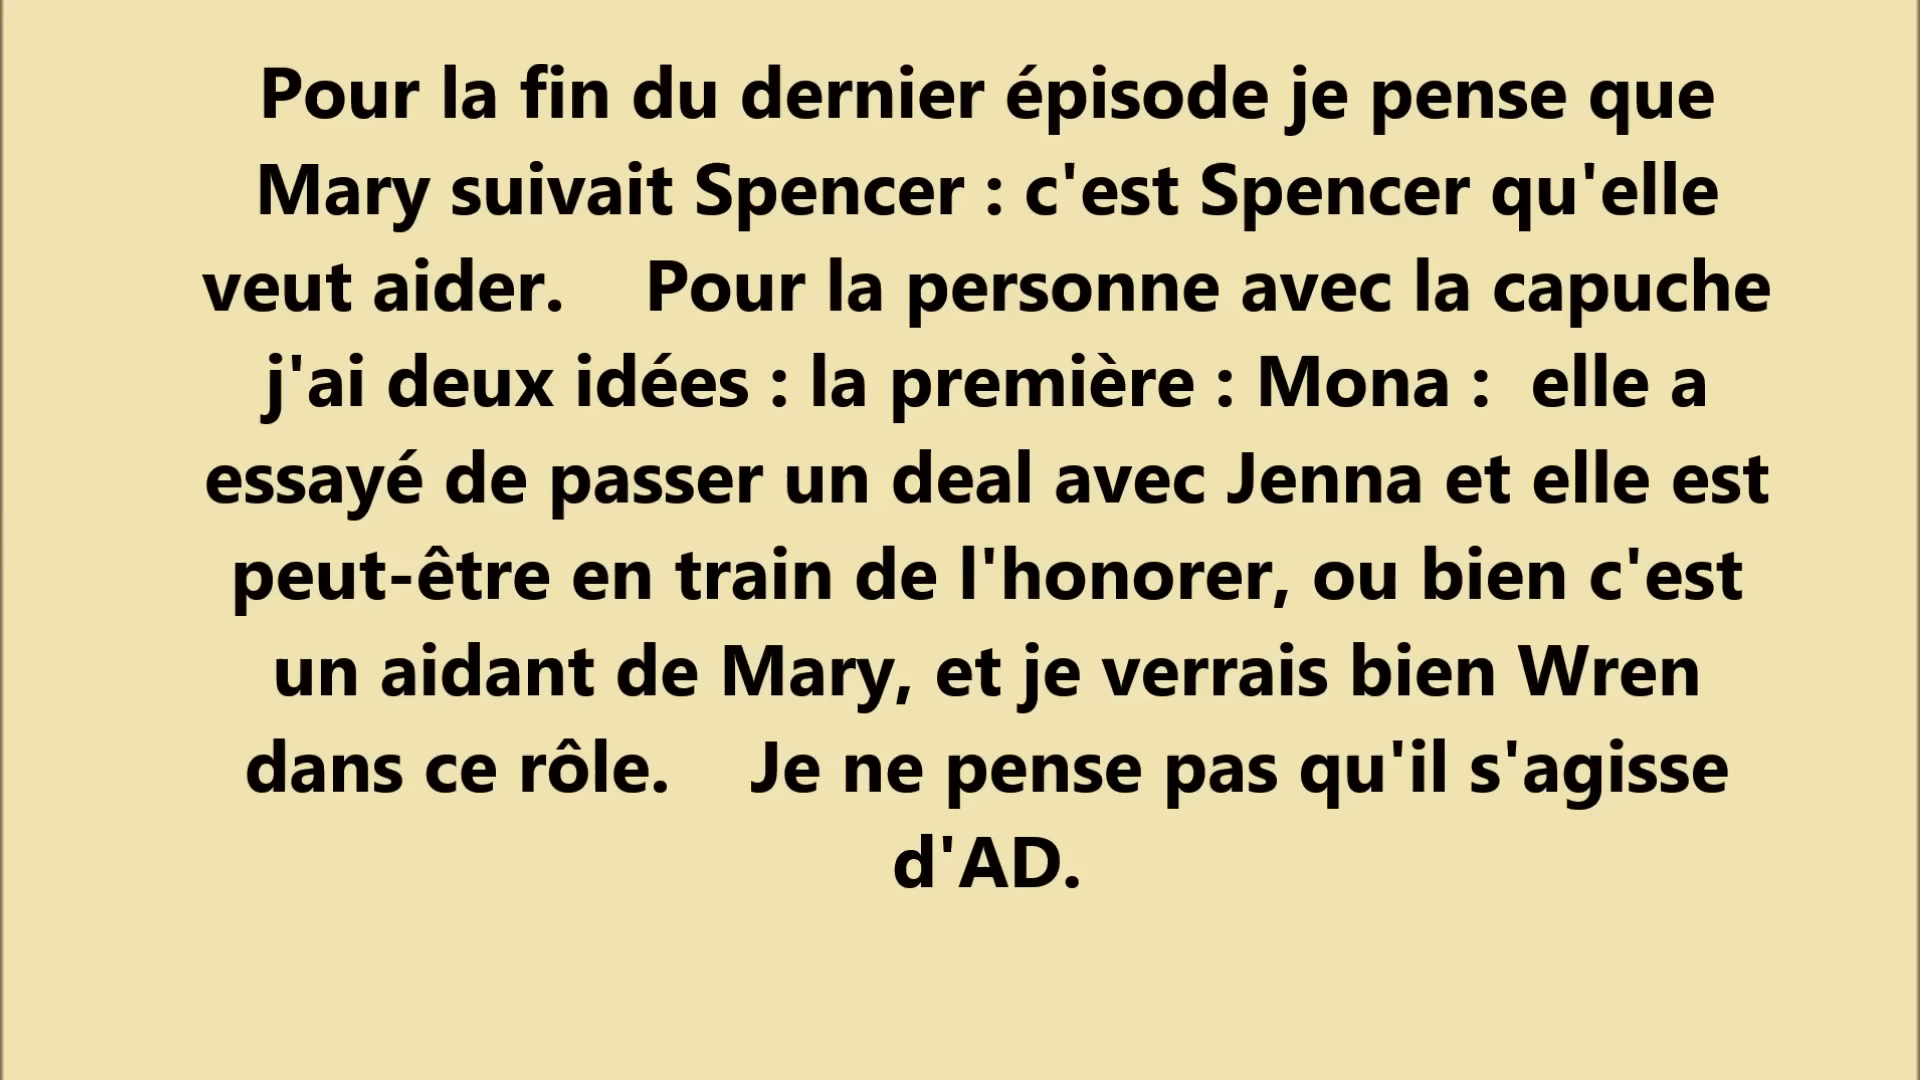 Pour la fin du dernier épisode je pense que
Mary suivait Spencer : c'est Spencer qu'elle
veut aider.    Pour la personne avec la capuche
j'ai deux idées : la première : Mona :  elle a
essayé de passer un deal avec Jenna et elle est
peut-être en train de l'honorer, ou bien c'est
un aidant de Mary, et je verrais bien Wren
dans ce rôle.    Je ne pense pas qu'il s'agisse
d'AD.